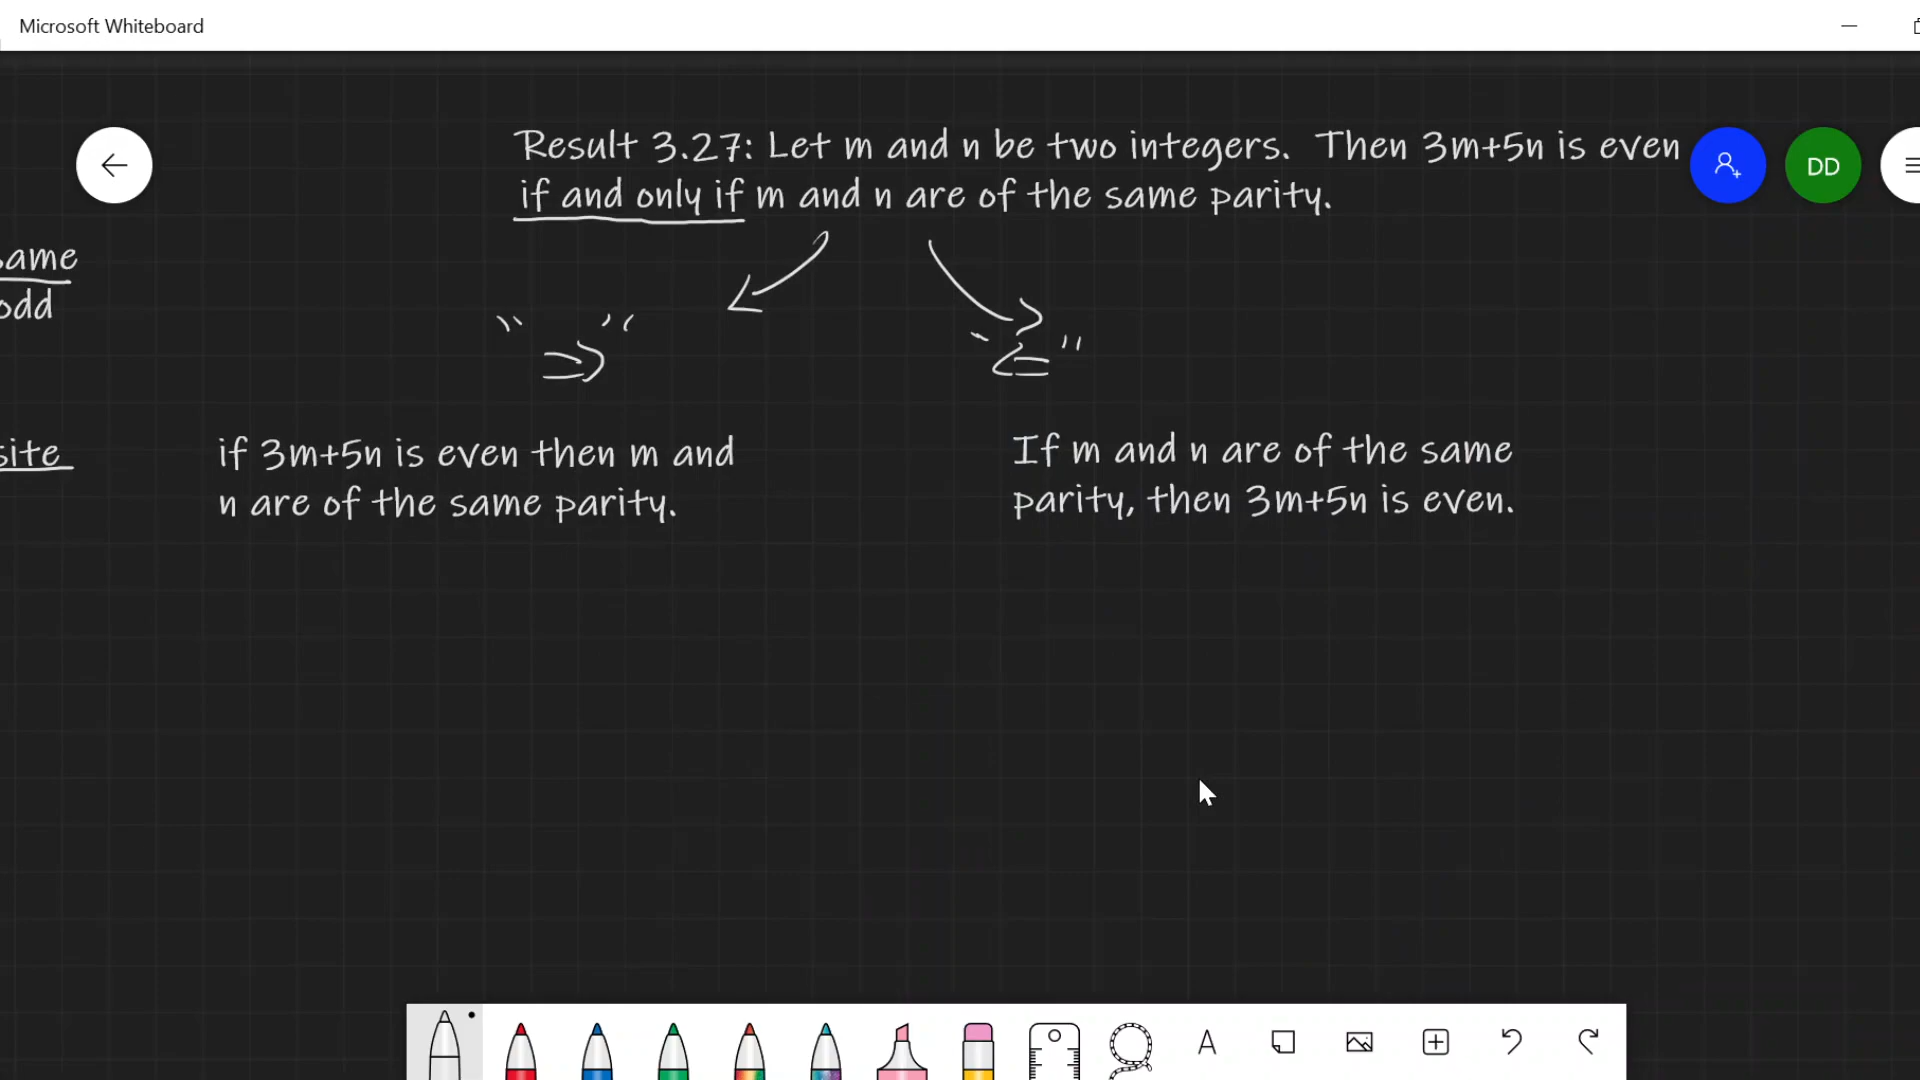 Microsoft Whiteboard
Result 3.27: Let m and n be two integers. Then 3m+5n is even
if and only if m and n are of the same parity.
DD
same
odd
"⇒"
"⇐"
site
if 3m+5n is even then m and
n are of the same parity.
If m and n are of the same
parity, then 3m+5n is even.
A